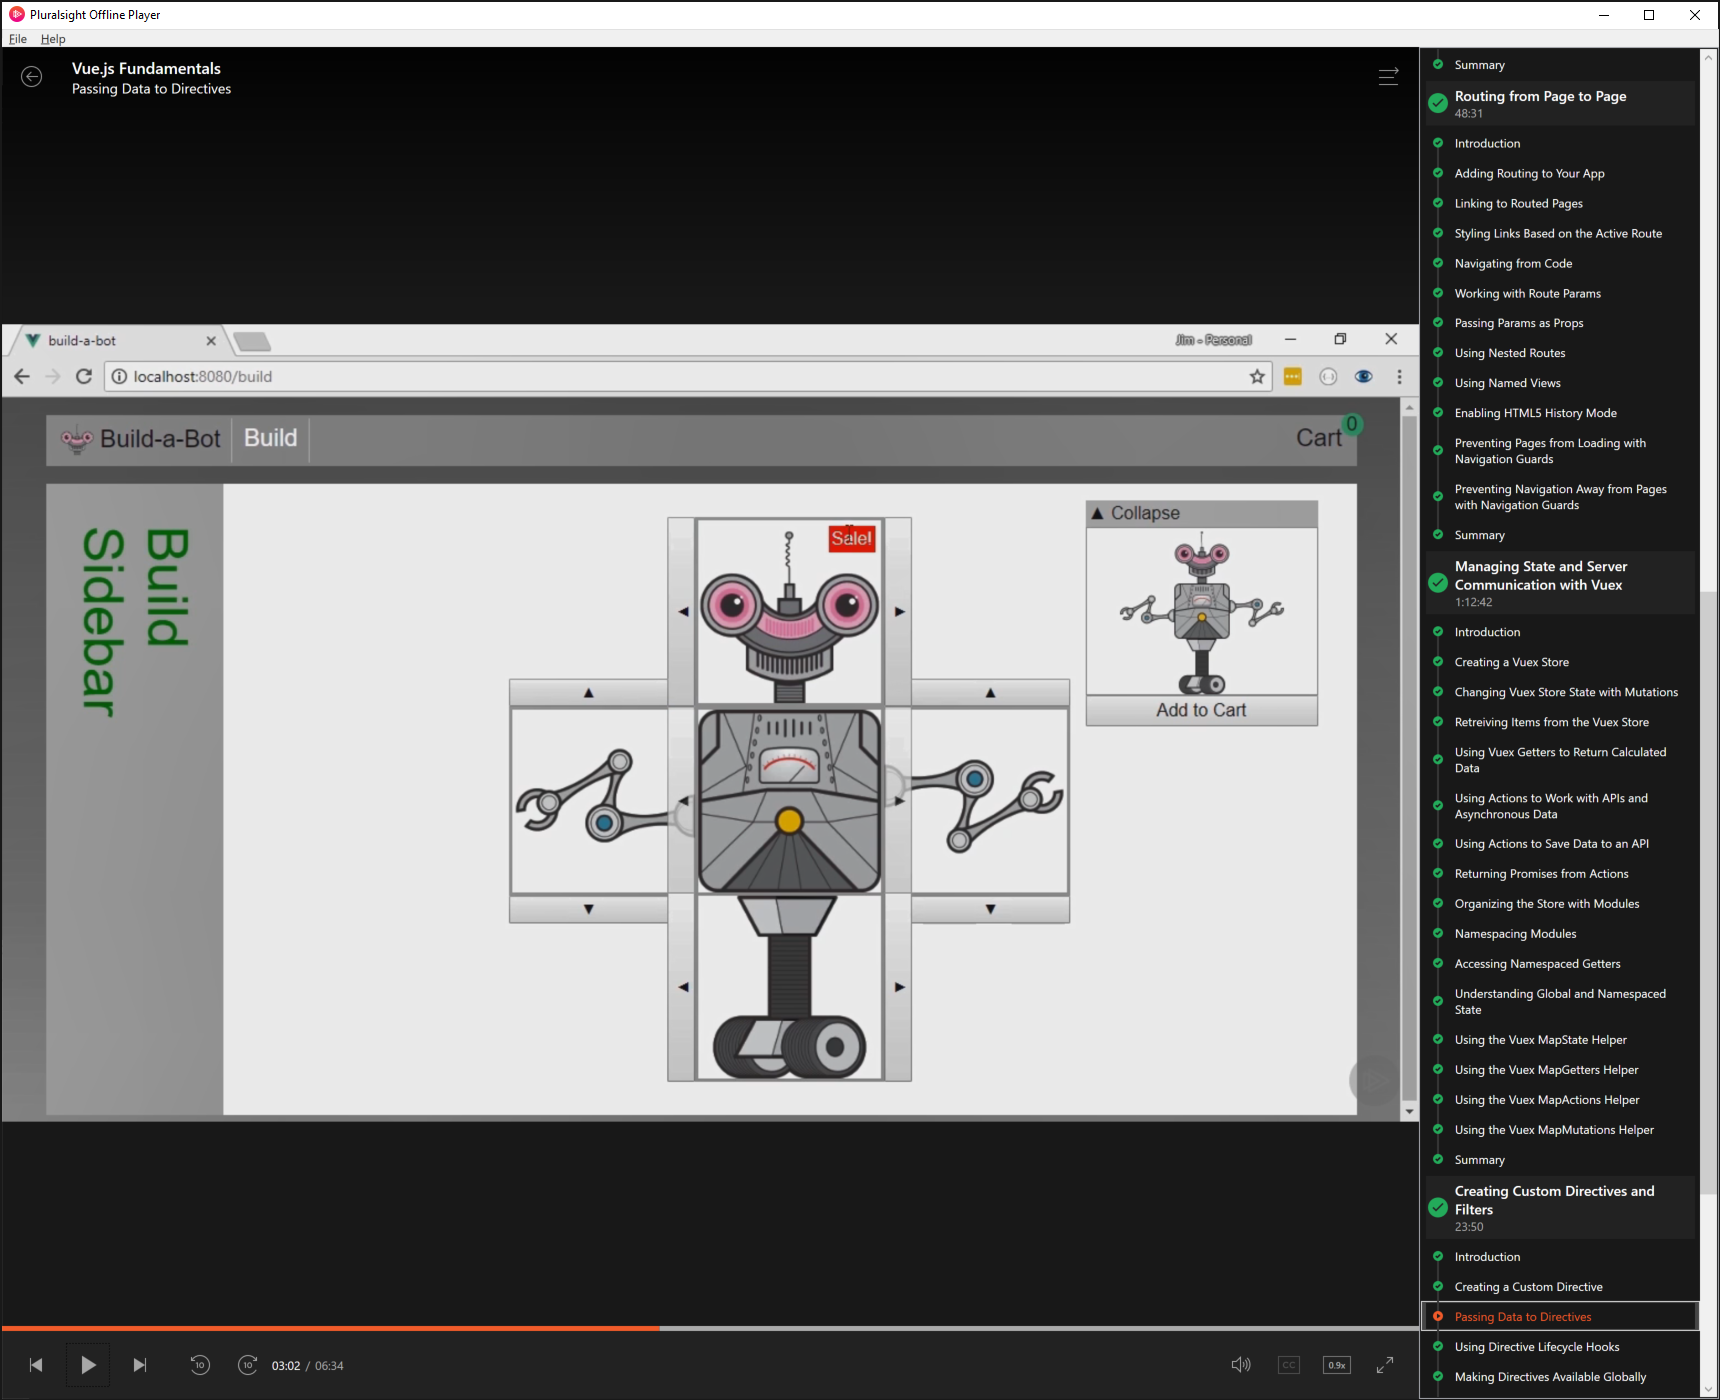 Pluralsight Offline Player
File Help
Vue.js Fundamentals
Passing Data to Directives
build-a-bot
Jim - Personal
localhost:8080/build
Build-a-Bot
Build
Cart
0
Build
Sidebar
Sale!
▲ Collapse
Add to Cart
10
10
03:02 / 06:34
CC
0.9x
Summary
Routing from Page to Page
48:31
Introduction
Adding Routing to Your App
Linking to Routed Pages
Styling Links Based on the Active Route
Navigating from Code
Working with Route Params
Passing Params as Props
Using Nested Routes
Using Named Views
Enabling HTML5 History Mode
Preventing Pages from Loading with
Navigation Guards
Preventing Navigation Away from Pages
with Navigation Guards
Summary
Managing State and Server
Communication with Vuex
1:12:42
Introduction
Creating a Vuex Store
Changing Vuex Store State with Mutations
Retreiving Items from the Vuex Store
Using Vuex Getters to Return Calculated
Data
Using Actions to Work with APIs and
Asynchronous Data
Using Actions to Save Data to an API
Returning Promises from Actions
Organizing the Store with Modules
Namespacing Modules
Accessing Namespaced Getters
Understanding Global and Namespaced
State
Using the Vuex MapState Helper
Using the Vuex MapGetters Helper
Using the Vuex MapActions Helper
Using the Vuex MapMutations Helper
Summary
Creating Custom Directives and
Filters
23:50
Introduction
Creating a Custom Directive
Passing Data to Directives
Using Directive Lifecycle Hooks
Making Directives Available Globally